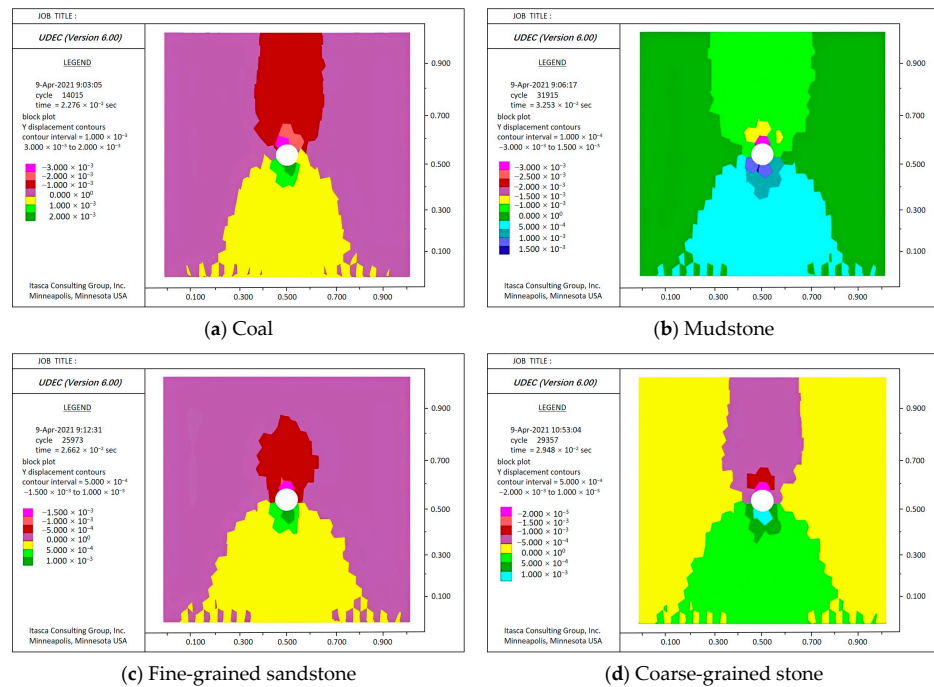 JOB TITLE :
UDEC (Version 6.00)
LEGEND
9-Apr-2021 9:03:05
cycle 14015
time = 2.276 × 10⁻² sec
block plot
Y displacement contours
contour interval = 1.000 × 10⁻³
3.000 × 10⁻³ to 2.000 × 10⁻³
−3.000 × 10⁻³
−2.000 × 10⁻³
−1.000 × 10⁻³
0.000 × 10⁰
1.000 × 10⁻³
2.000 × 10⁻³
Itasca Consulting Group, Inc.
Minneapolis, Minnesota USA
0.900
0.700
0.500
0.300
0.100
0.100 0.300 0.500 0.700 0.900
(a) Coal
JOB TITLE :
UDEC (Version 6.00)
LEGEND
9-Apr-2021 9:06:17
cycle 31915
time = 3.253 × 10⁻² sec
block plot
Y displacement contours
contour interval = 1.000 × 10⁻⁴
−3.000 × 10⁻³ to 1.500 × 10⁻³
−3.000 × 10⁻³
−2.500 × 10⁻³
−2.000 × 10⁻³
−1.500 × 10⁻³
−1.000 × 10⁻³
0.000 × 10⁰
5.000 × 10⁻⁴
1.000 × 10⁻³
1.500 × 10⁻³
Itasca Consulting Group, Inc.
Minneapolis, Minnesota USA
0.900
0.700
0.500
0.300
0.100
0.100 0.300 0.500 0.700 0.900
(b) Mudstone
JOB TITLE :
UDEC (Version 6.00)
LEGEND
9-Apr-2021 9:12:31
cycle 25973
time = 2.662 × 10⁻² sec
block plot
Y displacement contours
contour interval = 5.000 × 10⁻⁴
−1.500 × 10⁻³ to 1.000 × 10⁻³
−1.500 × 10⁻³
−1.000 × 10⁻³
−5.000 × 10⁻⁴
0.000 × 10⁰
5.000 × 10⁻⁴
1.000 × 10⁻³
Itasca Consulting Group, Inc.
Minneapolis, Minnesota USA
0.900
0.700
0.500
0.300
0.100
0.100 0.300 0.500 0.700 0.900
(c) Fine-grained sandstone
JOB TITLE :
UDEC (Version 6.00)
LEGEND
9-Apr-2021 10:53:04
cycle 29357
time = 2.948 × 10⁻² sec
block plot
Y displacement contours
contour interval = 5.000 × 10⁻⁴
−2.000 × 10⁻³ to 1.000 × 10⁻³
−2.000 × 10⁻³
−1.500 × 10⁻³
−1.000 × 10⁻³
−5.000 × 10⁻⁴
0.000 × 10⁰
5.000 × 10⁻⁴
1.000 × 10⁻³
Itasca Consulting Group, Inc.
Minneapolis, Minnesota USA
0.900
0.700
0.500
0.300
0.100
0.100 0.300 0.500 0.700 0.900
(d) Coarse-grained stone